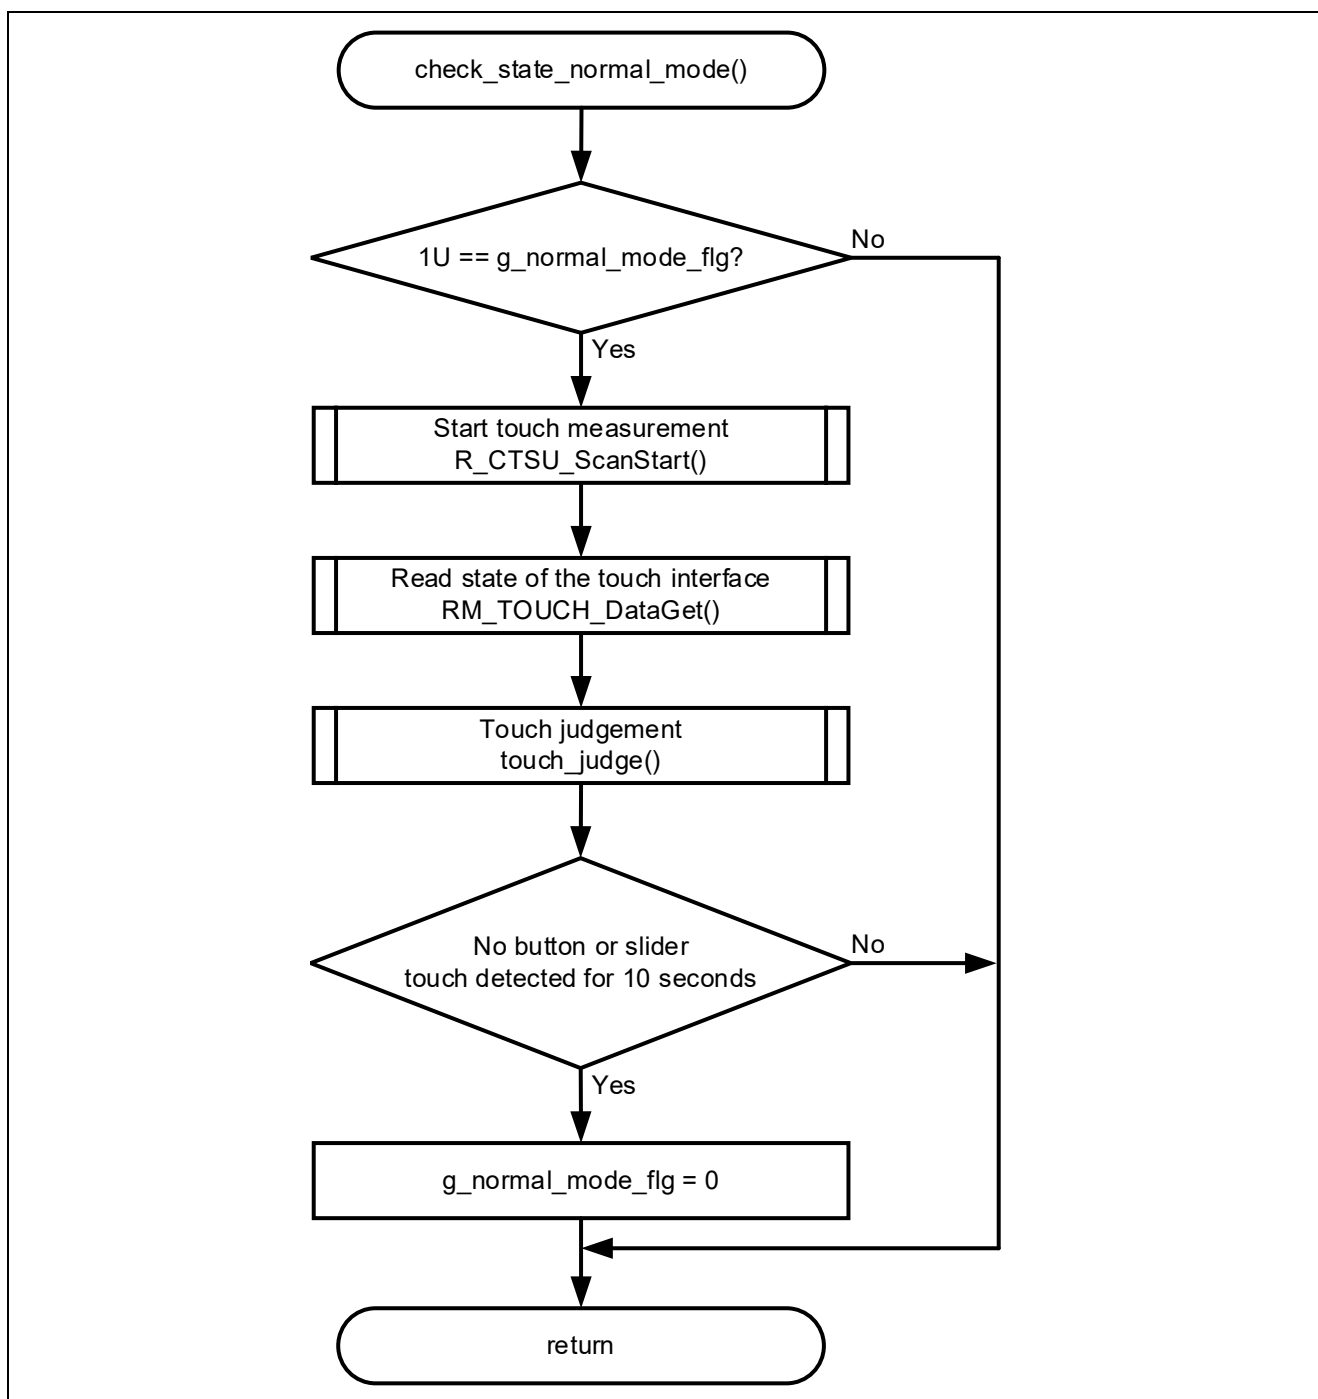 check_state_normal_mode()
1U == g_normal_mode_flg?
No
Yes
Start touch measurement
R_CTSU_ScanStart()
Read state of the touch interface
RM_TOUCH_DataGet()
Touch judgement
touch_judge()
No button or slider
touch detected for 10 seconds
No
Yes
g_normal_mode_flg = 0
return